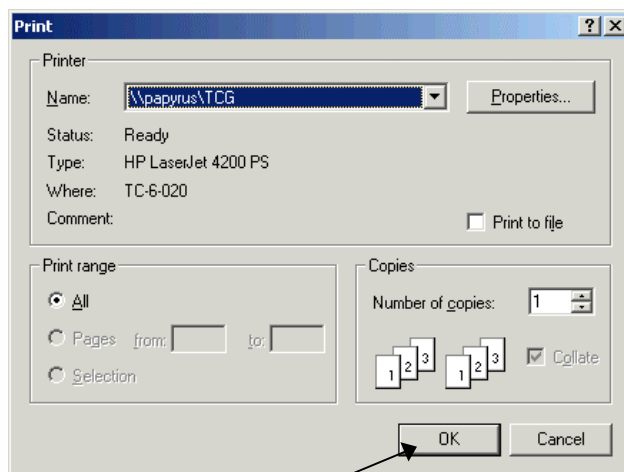 Print
Printer
Name: \\papyrus\TCG Properties...
Status: Ready
Type: HP LaserJet 4200 PS
Where: TC-6-020
Comment: Print to file
Print range
All
Pages from: to:
Selection
Copies
Number of copies: 1
1 2 3 1 2 3 Collate
OK Cancel